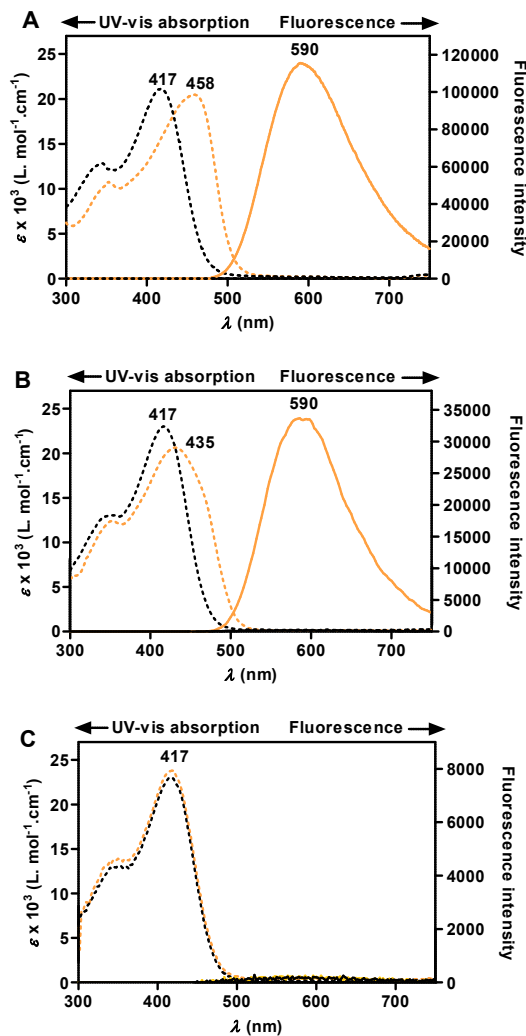 A
UV-vis absorption Fluorescence
417 458 590
25
20
15
10
5
0
120000
100000
80000
60000
40000
20000
0
300 400 500 600 700
λ (nm)
ε x 10³ (L. mol⁻¹.cm⁻¹)
Fluorescence intensity
B
UV-vis absorption Fluorescence
417 435 590
25
20
15
10
5
0
35000
30000
25000
20000
15000
10000
5000
0
300 400 500 600 700
λ (nm)
ε x 10³ (L. mol⁻¹.cm⁻¹)
Fluorescence intensity
C
UV-vis absorption Fluorescence
417
25
20
15
10
5
0
8000
6000
4000
2000
0
300 400 500 600 700
λ (nm)
ε x 10³ (L. mol⁻¹.cm⁻¹)
Fluorescence intensity